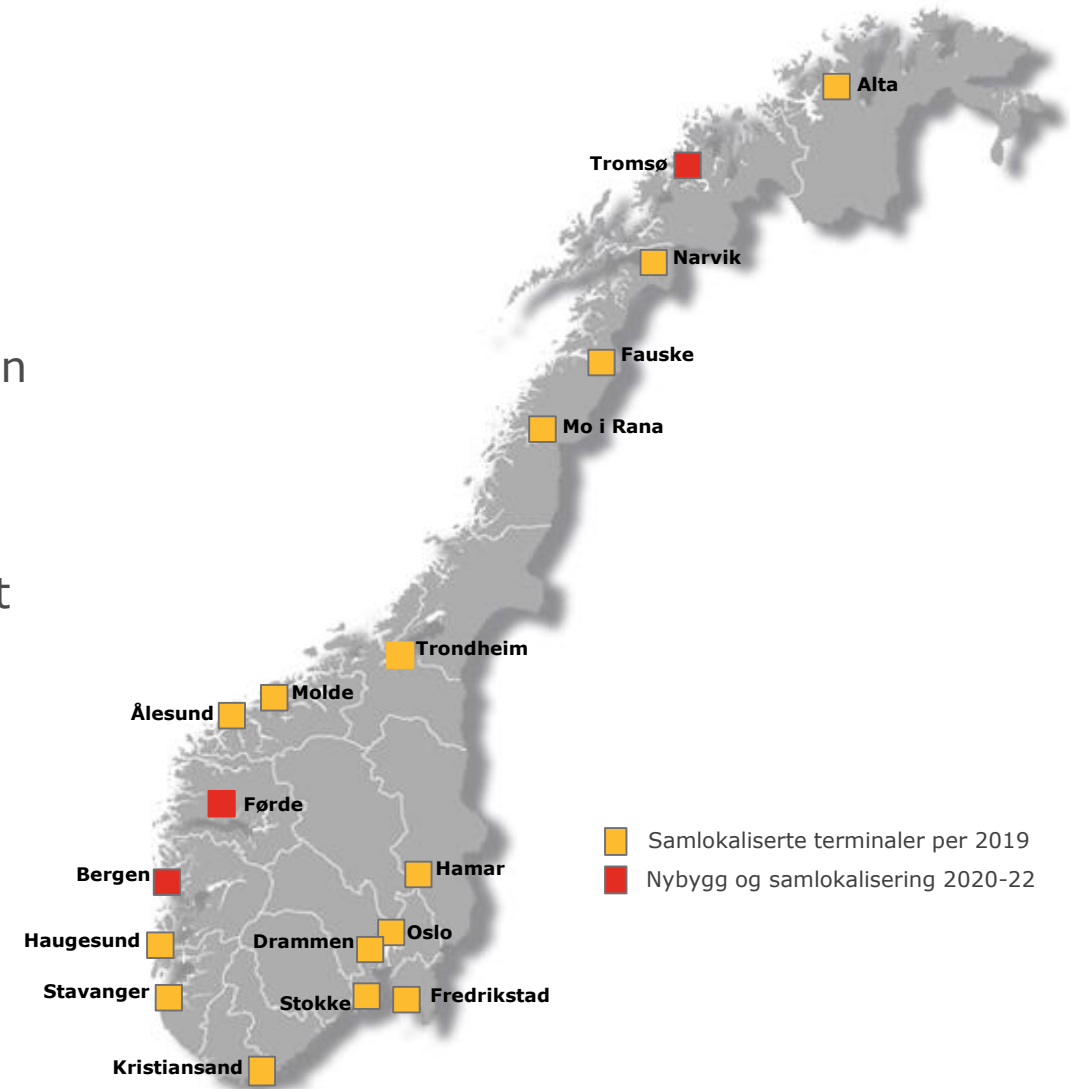 Alta
Tromsø
Narvik
n
Fauske
Mo i Rana
t
Trondheim
Molde
Ålesund
Førde
Samlokaliserte terminaler per 2019
Bergen
Hamar
Nybygg og samlokalisering 2020-22
Haugesund
Drammen
Oslo
Stavanger
Stokke
Fredrikstad
Kristiansand